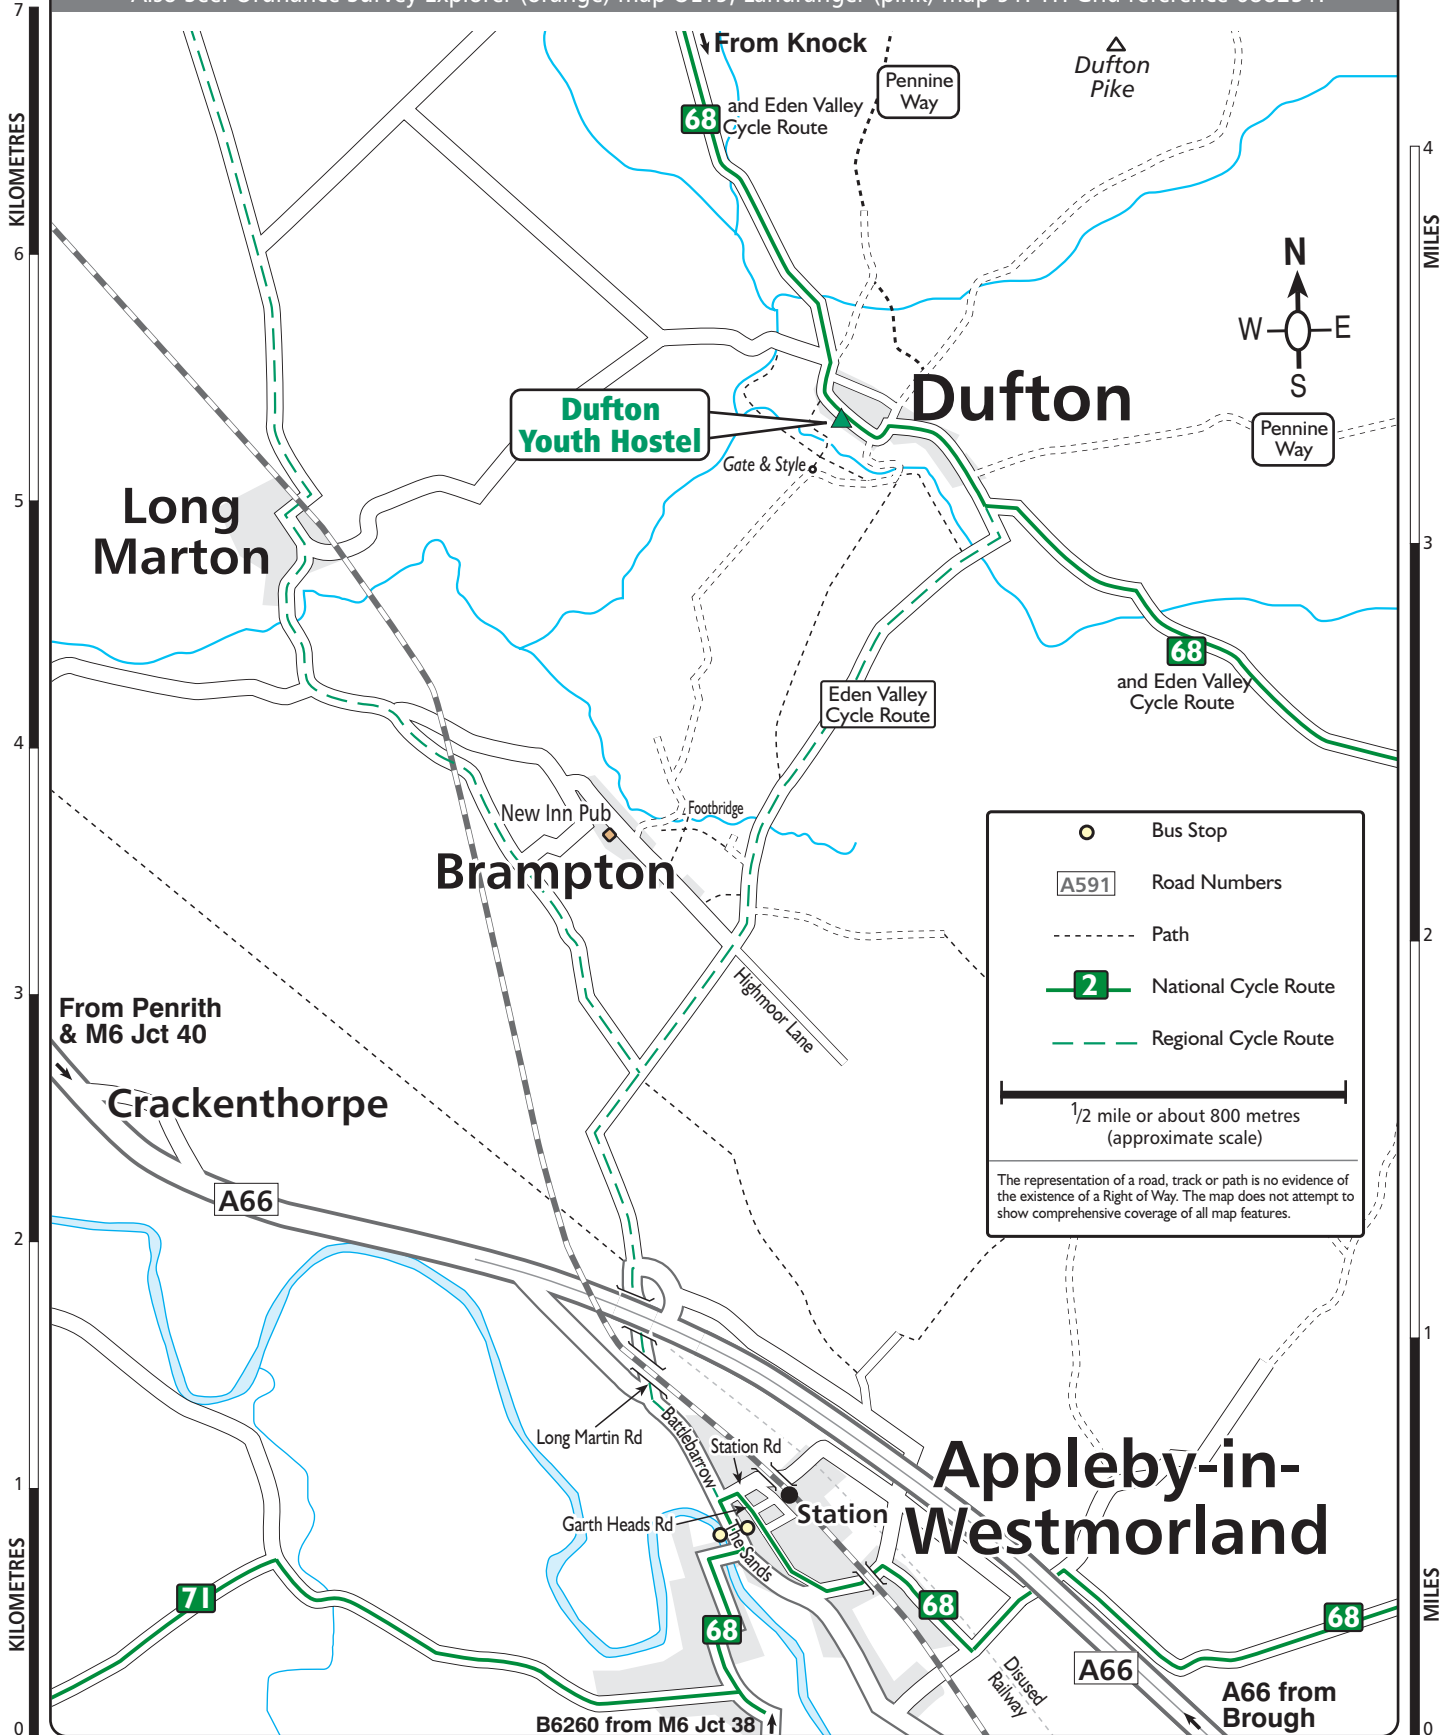 7
From Knock
Dufton
Pike
Pennine
Way
68
and Eden Valley
Cycle Route
KILOMETRES
4
MILES
6
N
W E
S
Dufton
Youth Hostel
Dufton
Pennine
Way
Gate & Style
Long
Marton
5
3
68
and Eden Valley
Cycle Route
Eden Valley
Cycle Route
4
New Inn Pub
Footbridge
Brampton
Bus Stop
A591 Road Numbers
Path
2 National Cycle Route
Regional Cycle Route
1/2 mile or about 800 metres
(approximate scale)
The representation of a road, track or path is no evidence of
the existence of a Right of Way. The map does not attempt to
show comprehensive coverage of all map features.
2
Highmoor Lane
3
From Penrith
& M6 Jct 40
Crackenthorpe
A66
2
1
Long Martin Rd
Battlebarrow
Station Rd
Appleby-in-
Westmorland
1
Station
Garth Heads Rd
The Sands
KILOMETRES
MILES
71
68
68
68
Disused
Railway
A66
A66 from
Brough
B6260 from M6 Jct 38
0
0